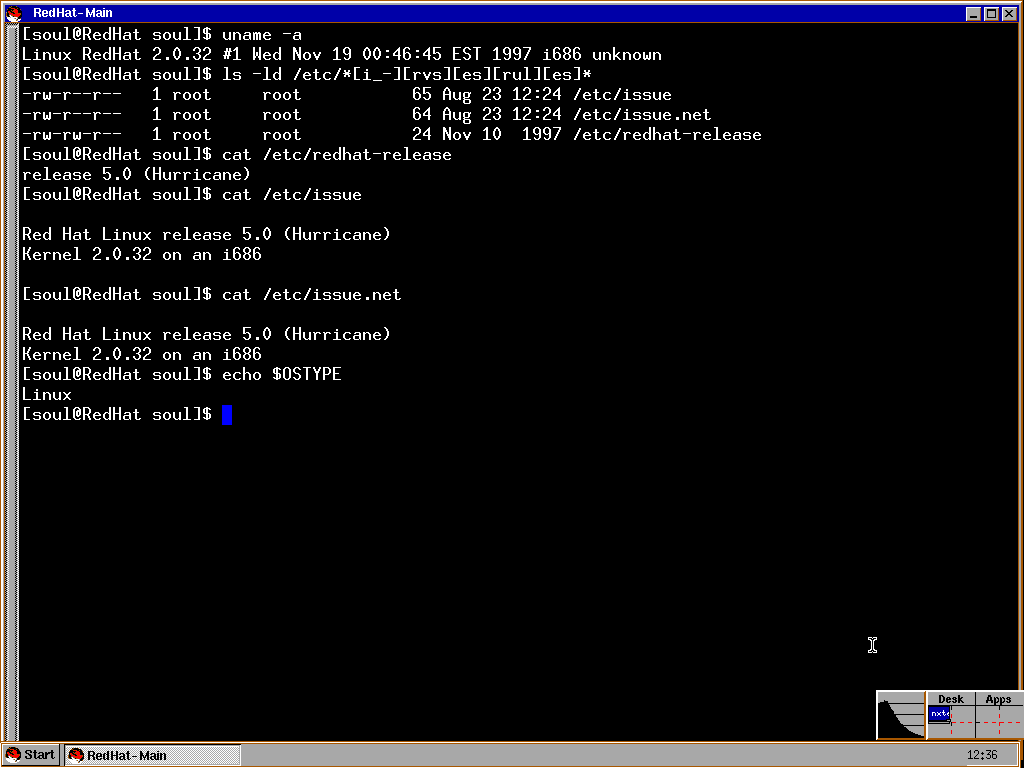 RedHat-Main
[soul@RedHat soul]$ uname -a
Linux RedHat 2.0.32 #1 Wed Nov 19 00:46:45 EST 1997 i686 unknown
[soul@RedHat soul]$ ls -ld /etc/*[i_-][rvs][es][rul][es]*
-rw-r--r--   1 root     root           65 Aug 23 12:24 /etc/issue
-rw-r--r--   1 root     root           64 Aug 23 12:24 /etc/issue.net
-rw-rw-r--   1 root     root           24 Nov 10  1997 /etc/redhat-release
[soul@RedHat soul]$ cat /etc/redhat-release
release 5.0 (Hurricane)
[soul@RedHat soul]$ cat /etc/issue
Red Hat Linux release 5.0 (Hurricane)
Kernel 2.0.32 on an i686
[soul@RedHat soul]$ cat /etc/issue.net
Red Hat Linux release 5.0 (Hurricane)
Kernel 2.0.32 on an i686
[soul@RedHat soul]$ echo $OSTYPE
Linux
[soul@RedHat soul]$
Desk Apps
Start RedHat-Main 12:36